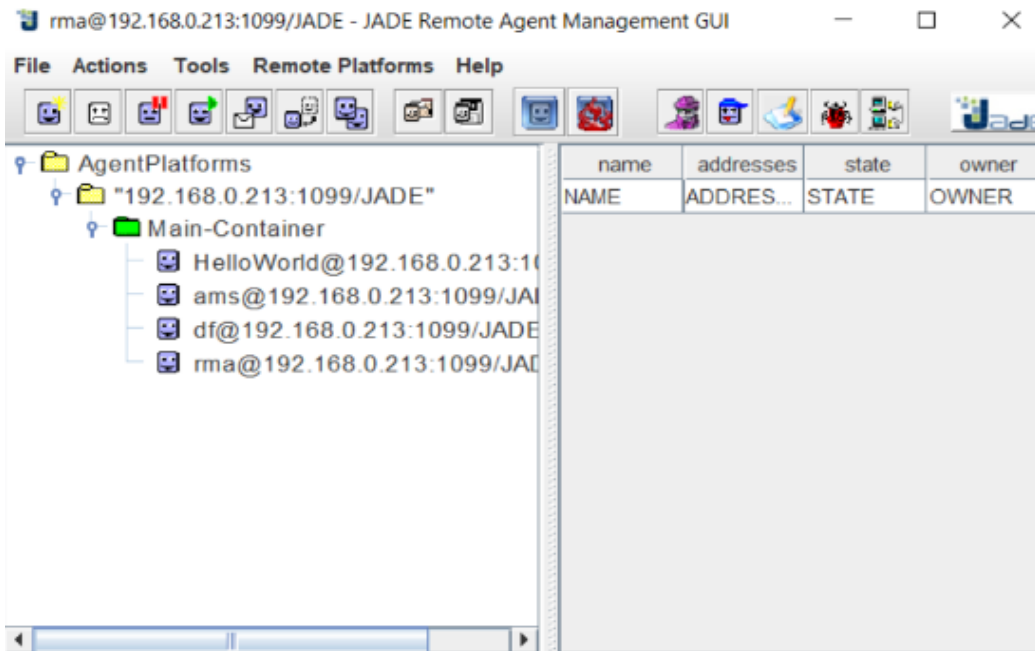 rma@192.168.0.213:1099/JADE - JADE Remote Agent Management GUI
File Actions Tools Remote Platforms Help
Jade
AgentPlatforms
"192.168.0.213:1099/JADE"
Main-Container
HelloWorld@192.168.0.213:10
ams@192.168.0.213:1099/JA
df@192.168.0.213:1099/JADE
rma@192.168.0.213:1099/JAD
name addresses state owner
NAME ADDRES... STATE OWNER